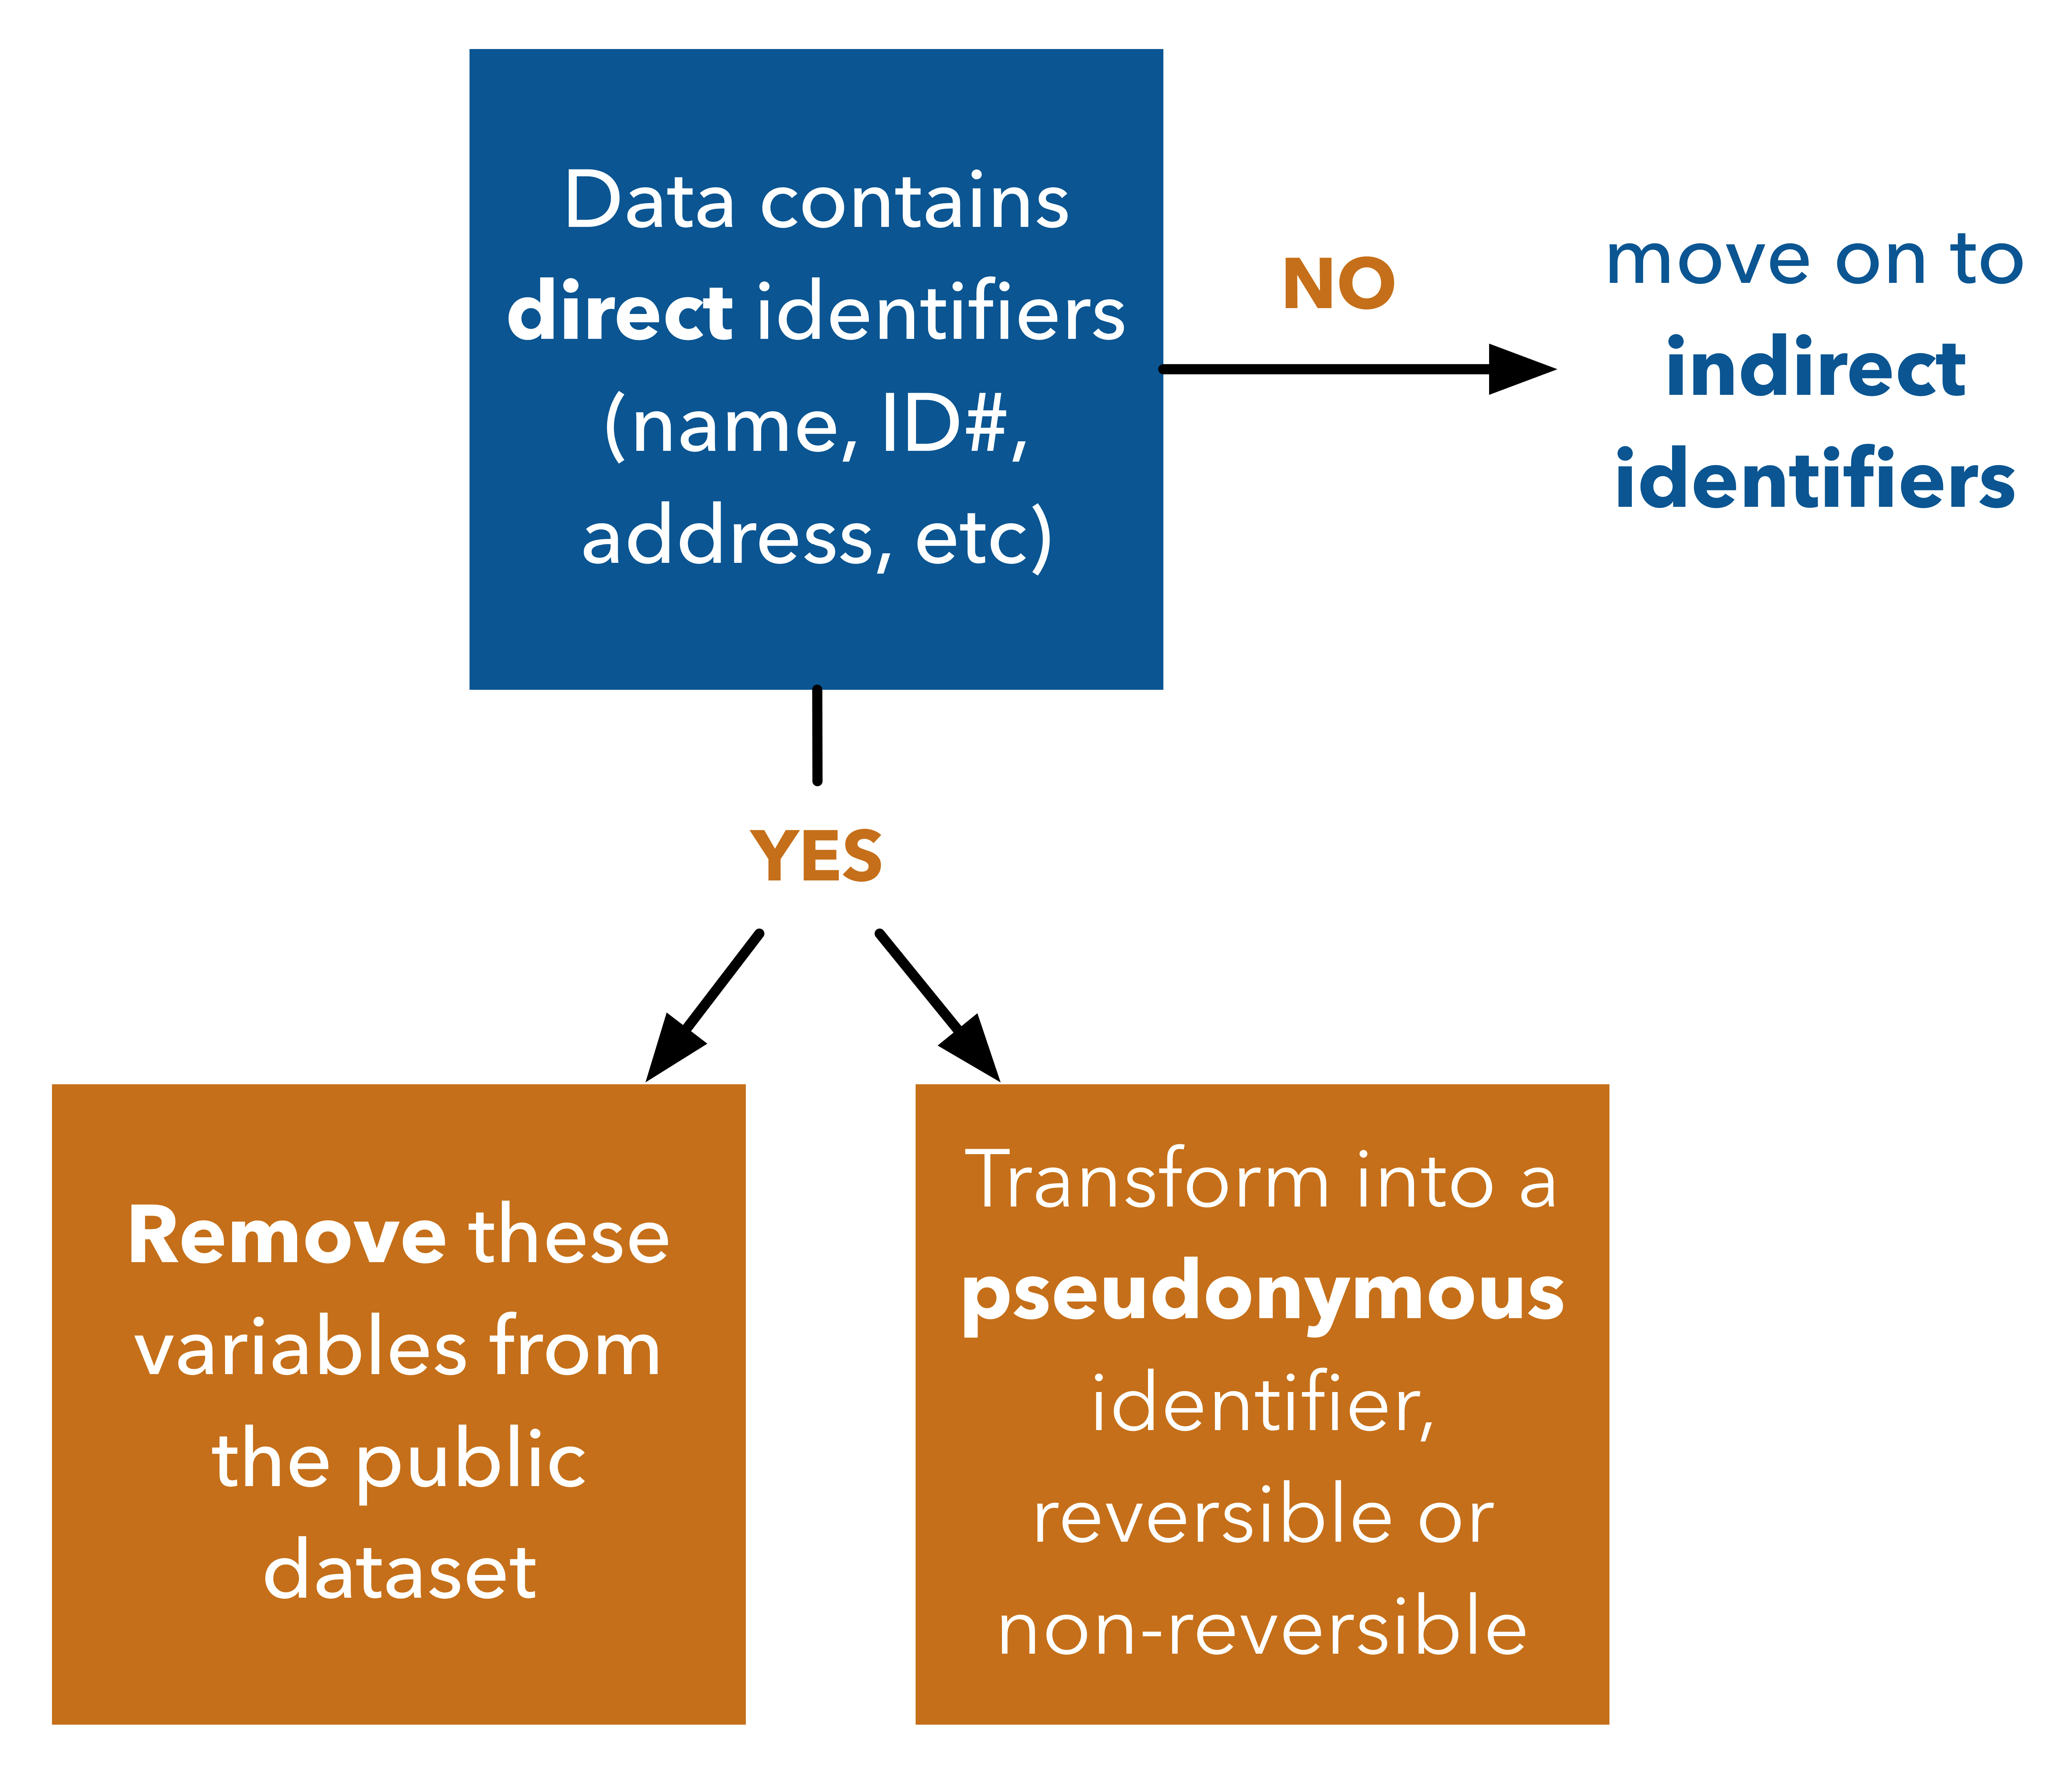 Data contains
direct identifiers
(name, ID#,
address, etc)
NO
move on to
indirect
identifiers
YES
Remove these
variables from
the public
dataset
Transform into a
pseudonymous
identifier,
reversible or
non-reversible